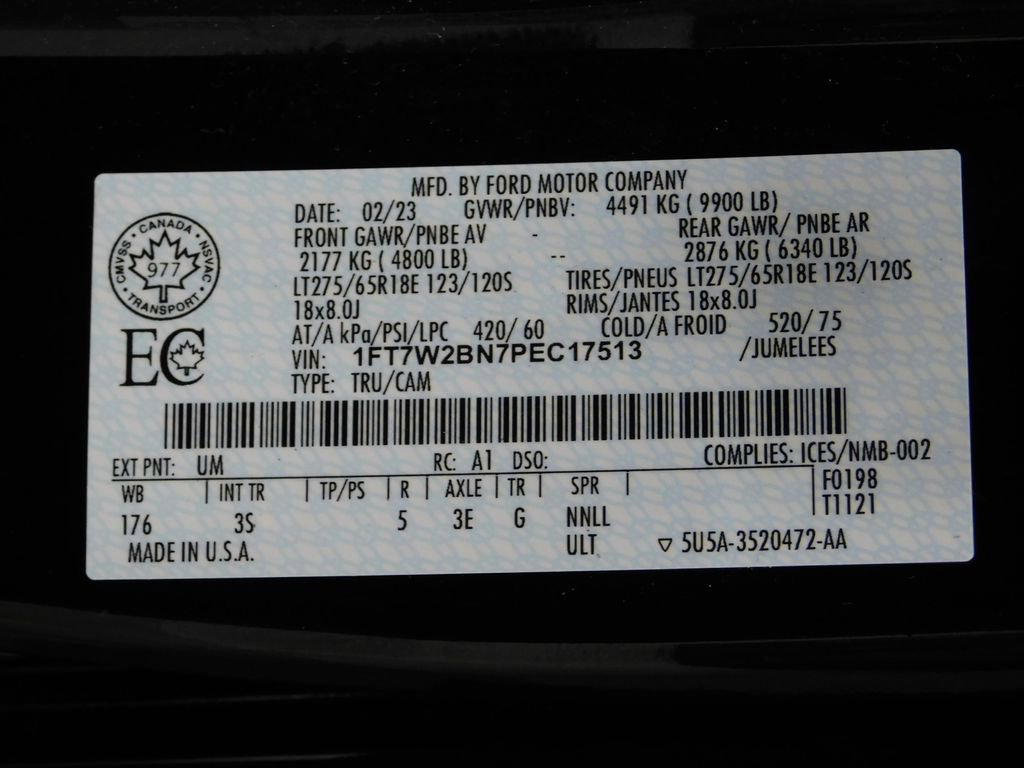 MFD. BY FORD MOTOR COMPANY
DATE: 02/23 GVWR/PNBV: 4491 KG ( 9900 LB)
FRONT GAWR/PNBE AV - REAR GAWR/ PNBE AR
2177 KG ( 4800 LB) -- 2876 KG ( 6340 LB)
LT275/65R18E 123/120S TIRES/PNEUS LT275/65R18E 123/120S
18x8.0J RIMS/JANTES 18x8.0J
AT/A kPa/PSI/LPC 420/ 60 COLD/A FROID 520/ 75
VIN: 1FT7W2BN7PEC17513 /JUMELEES
TYPE: TRU/CAM
CMVSS · CANADA · NSVAC
977
· TRANSPORT ·
EC
EXT PNT: UM RC: A1 DSO: COMPLIES: ICES/NMB-002
WB | INT TR | TP/PS | R | AXLE | TR | SPR | F0198
T1121
176 3S 5 3E G NNLL
MADE IN U.S.A. ULT ▽ 5U5A-3520472-AA